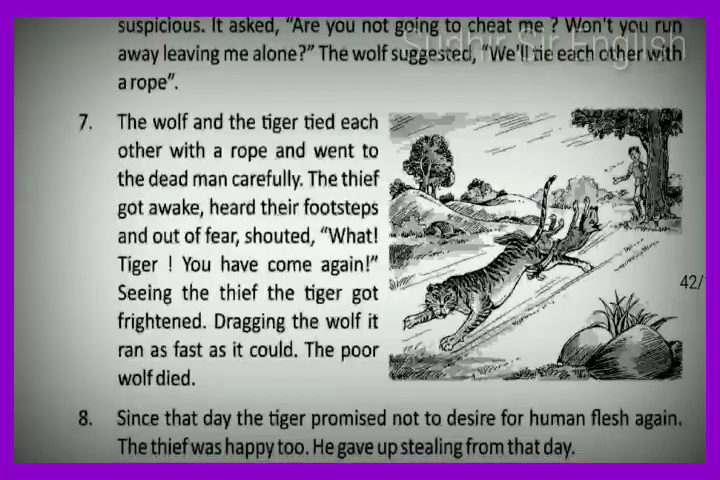 suspicious. It asked, "Are you not going to cheat me ? Won't you run
away leaving me alone?" The wolf suggested, "We'll tie each other with
a rope".
Sudhir Sir English
7. The wolf and the tiger tied each
other with a rope and went to
the dead man carefully. The thief
got awake, heard their footsteps
and out of fear, shouted, "What!
Tiger ! You have come again!"
Seeing the thief the tiger got
frightened. Dragging the wolf it
ran as fast as it could. The poor
wolf died.
42/
8. Since that day the tiger promised not to desire for human flesh again.
The thief was happy too. He gave up stealing from that day.